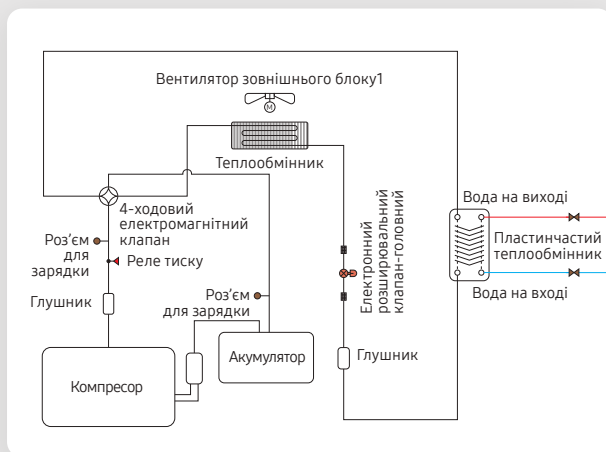 Вентилятор зовнішнього блоку1
M
Теплообмінник
4-ходовий
електромагнітний
клапан
Роз’єм
для
зарядки
Реле тиску
Глушник
Компресор
Роз’єм
для зарядки
Акумулятор
Електронний
розширювальний
клапан-головний
Глушник
Вода на виході
Пластинчастий
теплообмінник
Вода на вході